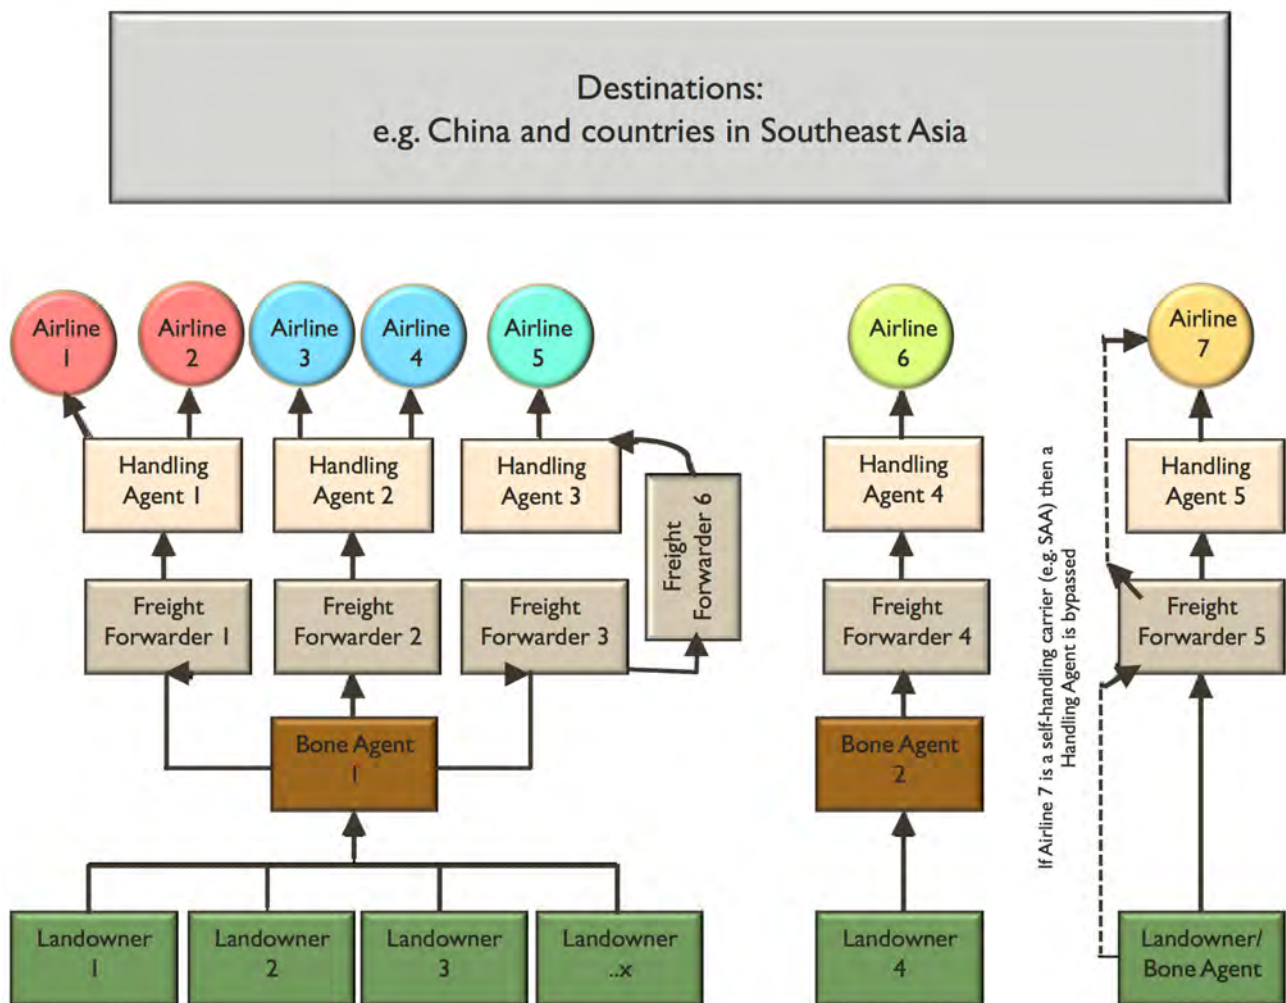 Destinations:
e.g. China and countries in Southeast Asia
Airline
1
Airline
2
Airline
3
Airline
4
Airline
5
Airline
6
Airline
7
Handling
Agent 1
Handling
Agent 2
Handling
Agent 3
Handling
Agent 4
Handling
Agent 5
Freight
Forwarder 6
If Airline 7 is a self-handling carrier (e.g. SAA) then a
Handling Agent is bypassed
Freight
Forwarder 1
Freight
Forwarder 2
Freight
Forwarder 3
Freight
Forwarder 4
Freight
Forwarder 5
Bone Agent
1
Bone Agent
2
Landowner
1
Landowner
2
Landowner
3
Landowner
..x
Landowner
4
Landowner/
Bone Agent